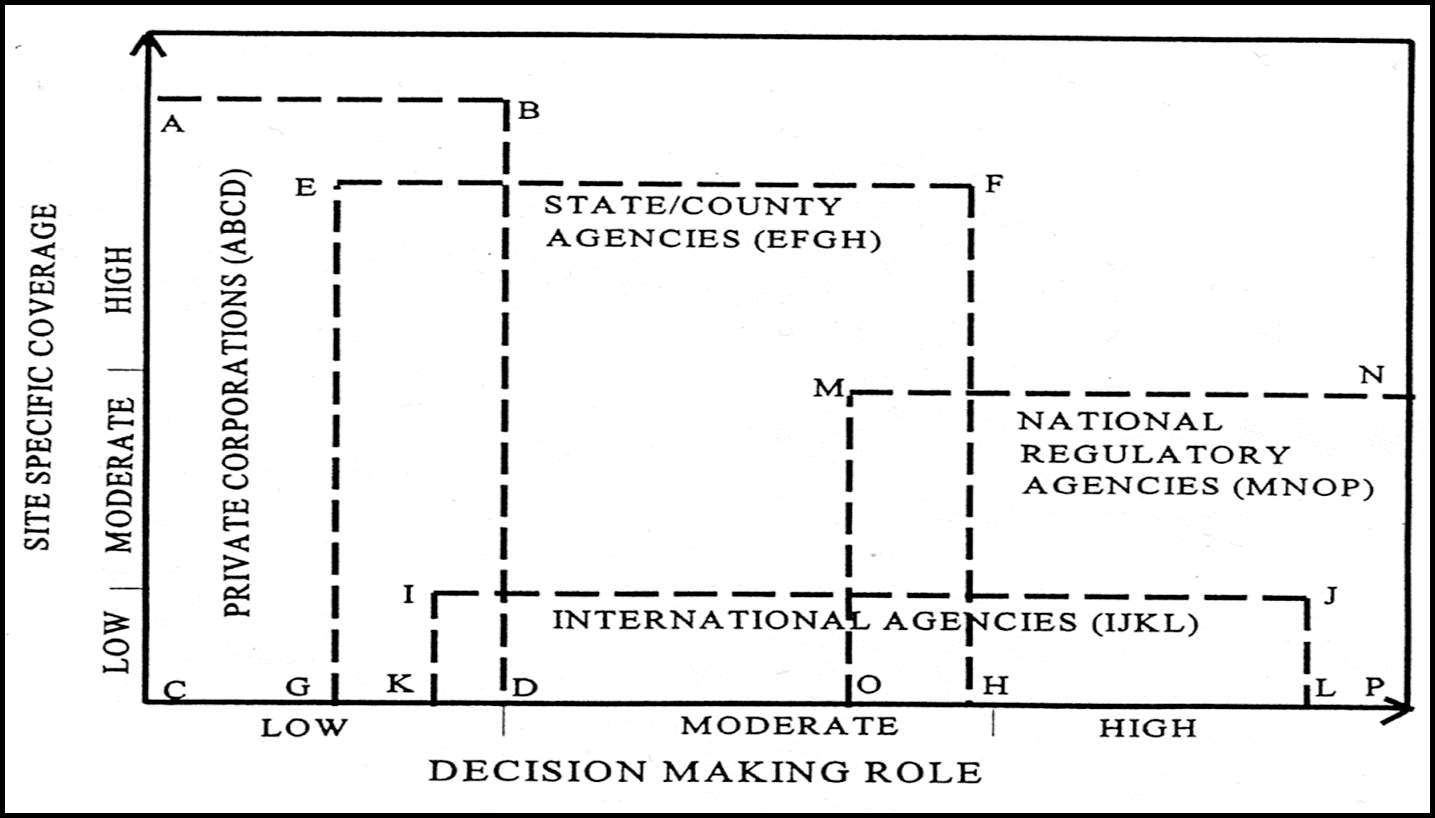 A
B
E
F
STATE/COUNTY
AGENCIES (EFGH)
SITE SPECIFIC COVERAGE
HIGH
MODERATE
LOW
PRIVATE CORPORATIONS (ABCD)
M
N
NATIONAL
REGULATORY
AGENCIES (MNOP)
I
J
INTERNATIONAL AGENCIES (IJKL)
C
G
K
D
O
H
L
P
LOW
MODERATE
HIGH
DECISION MAKING ROLE